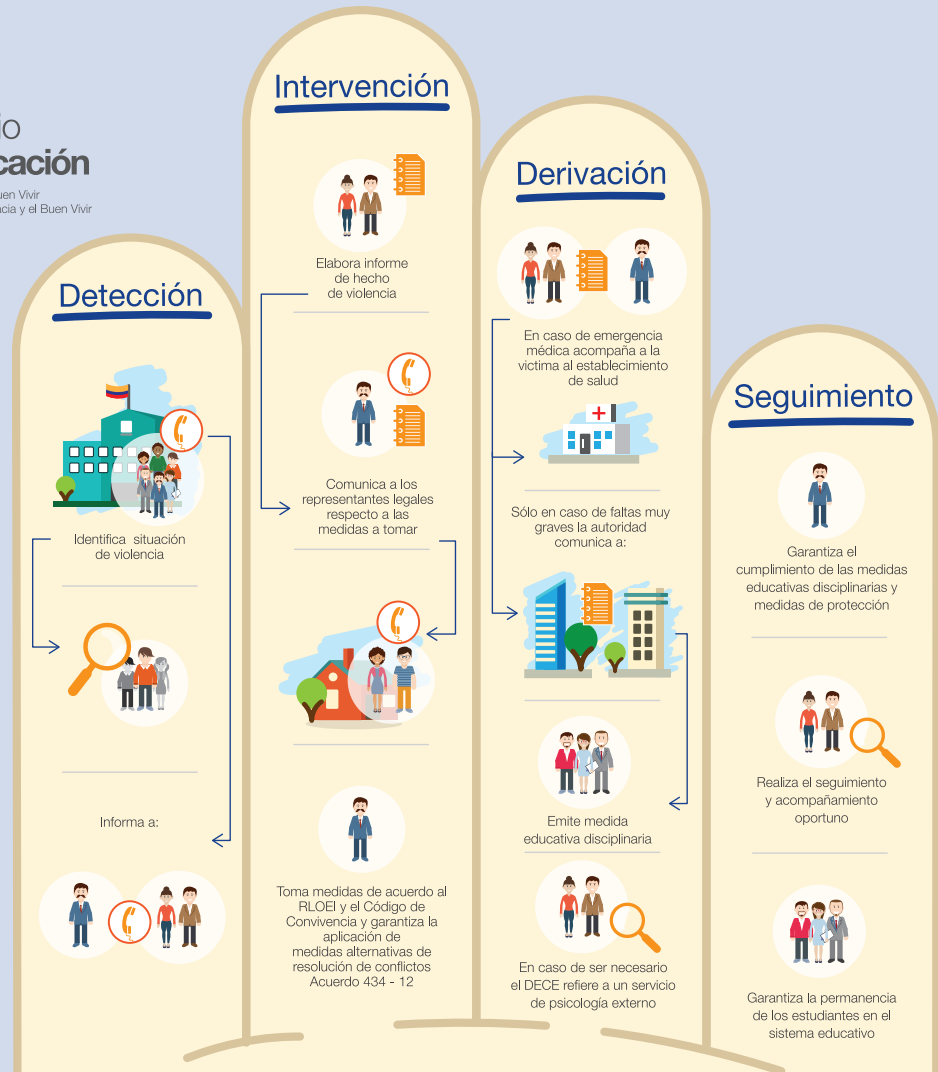 io
cación
uen Vivir
cia y el Buen Vivir
Detección
Identifica situación
de violencia
Informa a:
Intervención
Elabora informe
de hecho
de violencia
Comunica a los
representantes legales
respecto a las
medidas a tomar
Toma medidas de acuerdo al
RLOEI y el Código de
Convivencia y garantiza la
aplicación de
medidas alternativas de
resolución de conflictos
Acuerdo 434 - 12
Derivación
En caso de emergencia
médica acompaña a la
victima al establecimiento
de salud
Sólo en caso de faltas muy
graves la autoridad
comunica a:
Emite medida
educativa disciplinaria
En caso de ser necesario
el DECE refiere a un servicio
de psicología externo
Seguimiento
Garantiza el
cumplimiento de las medidas
educativas disciplinarias y
medidas de protección
Realiza el seguimiento
y acompañamiento
oportuno
Garantiza la permanencia
de los estudiantes en el
sistema educativo